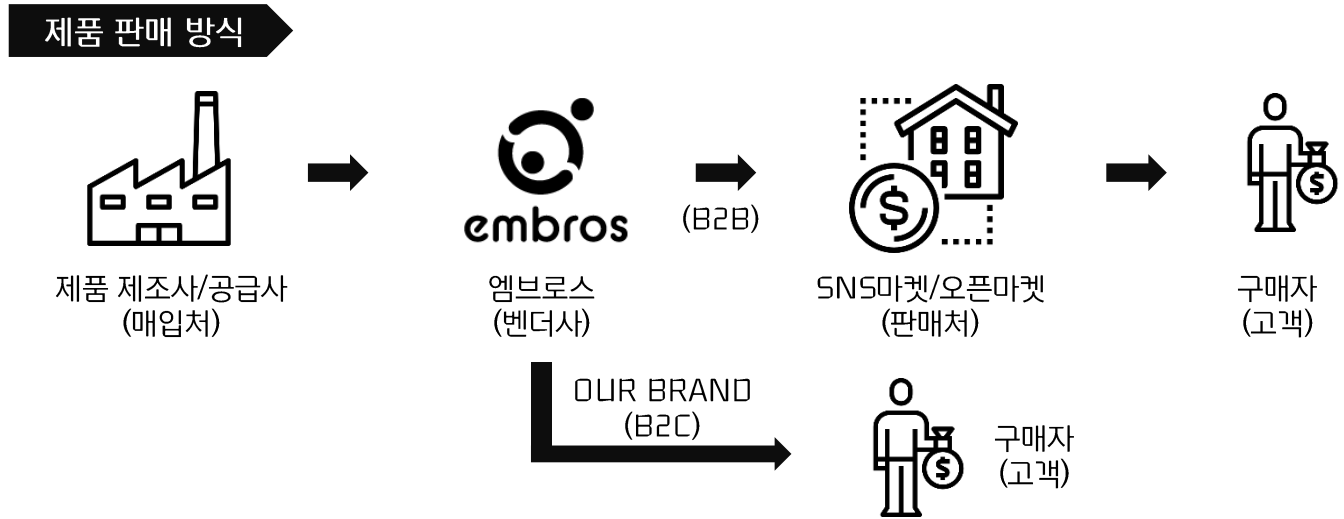 제품 판매 방식
embros
(B2B)
제품 제조사/공급사
(매입처)
엠브로스
(벤더사)
SNS마켓/오픈마켓
(판매처)
구매자
(고객)
OUR BRAND
(B2C)
구매자
(고객)